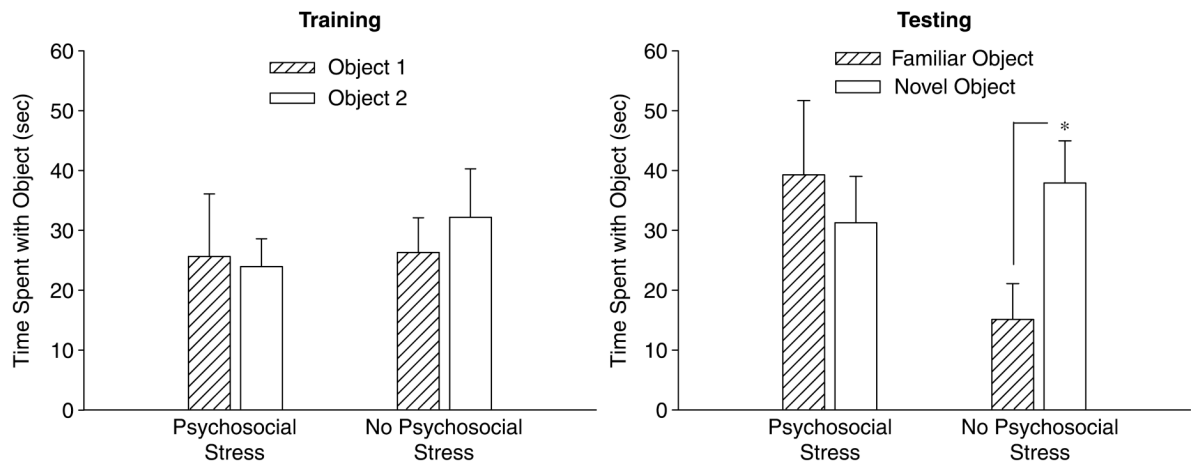 Training
Time Spent with Object (sec)
60
50
40
30
20
10
0
Object 1
Object 2
Psychosocial
Stress
No Psychosocial
Stress
Testing
Time Spent with Object (sec)
60
50
40
30
20
10
0
Familiar Object
Novel Object
*
Psychosocial
Stress
No Psychosocial
Stress